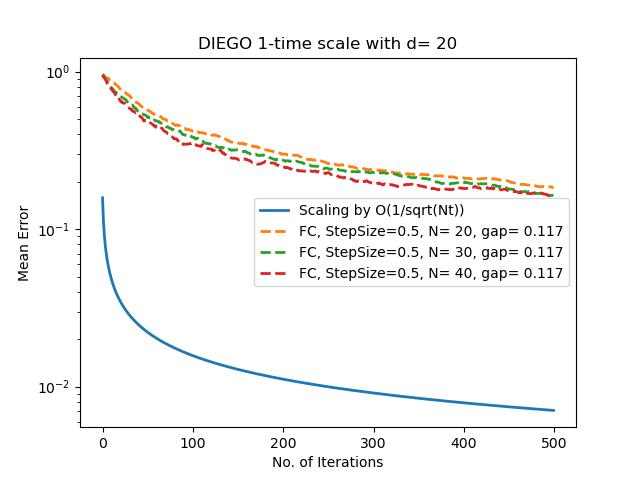 DIEGO 1-time scale with d= 20
10⁰
10⁻¹
10⁻²
Mean Error
Scaling by O(1/sqrt(Nt))
FC, StepSize=0.5, N= 20, gap= 0.117
FC, StepSize=0.5, N= 30, gap= 0.117
FC, StepSize=0.5, N= 40, gap= 0.117
0 100 200 300 400 500
No. of Iterations